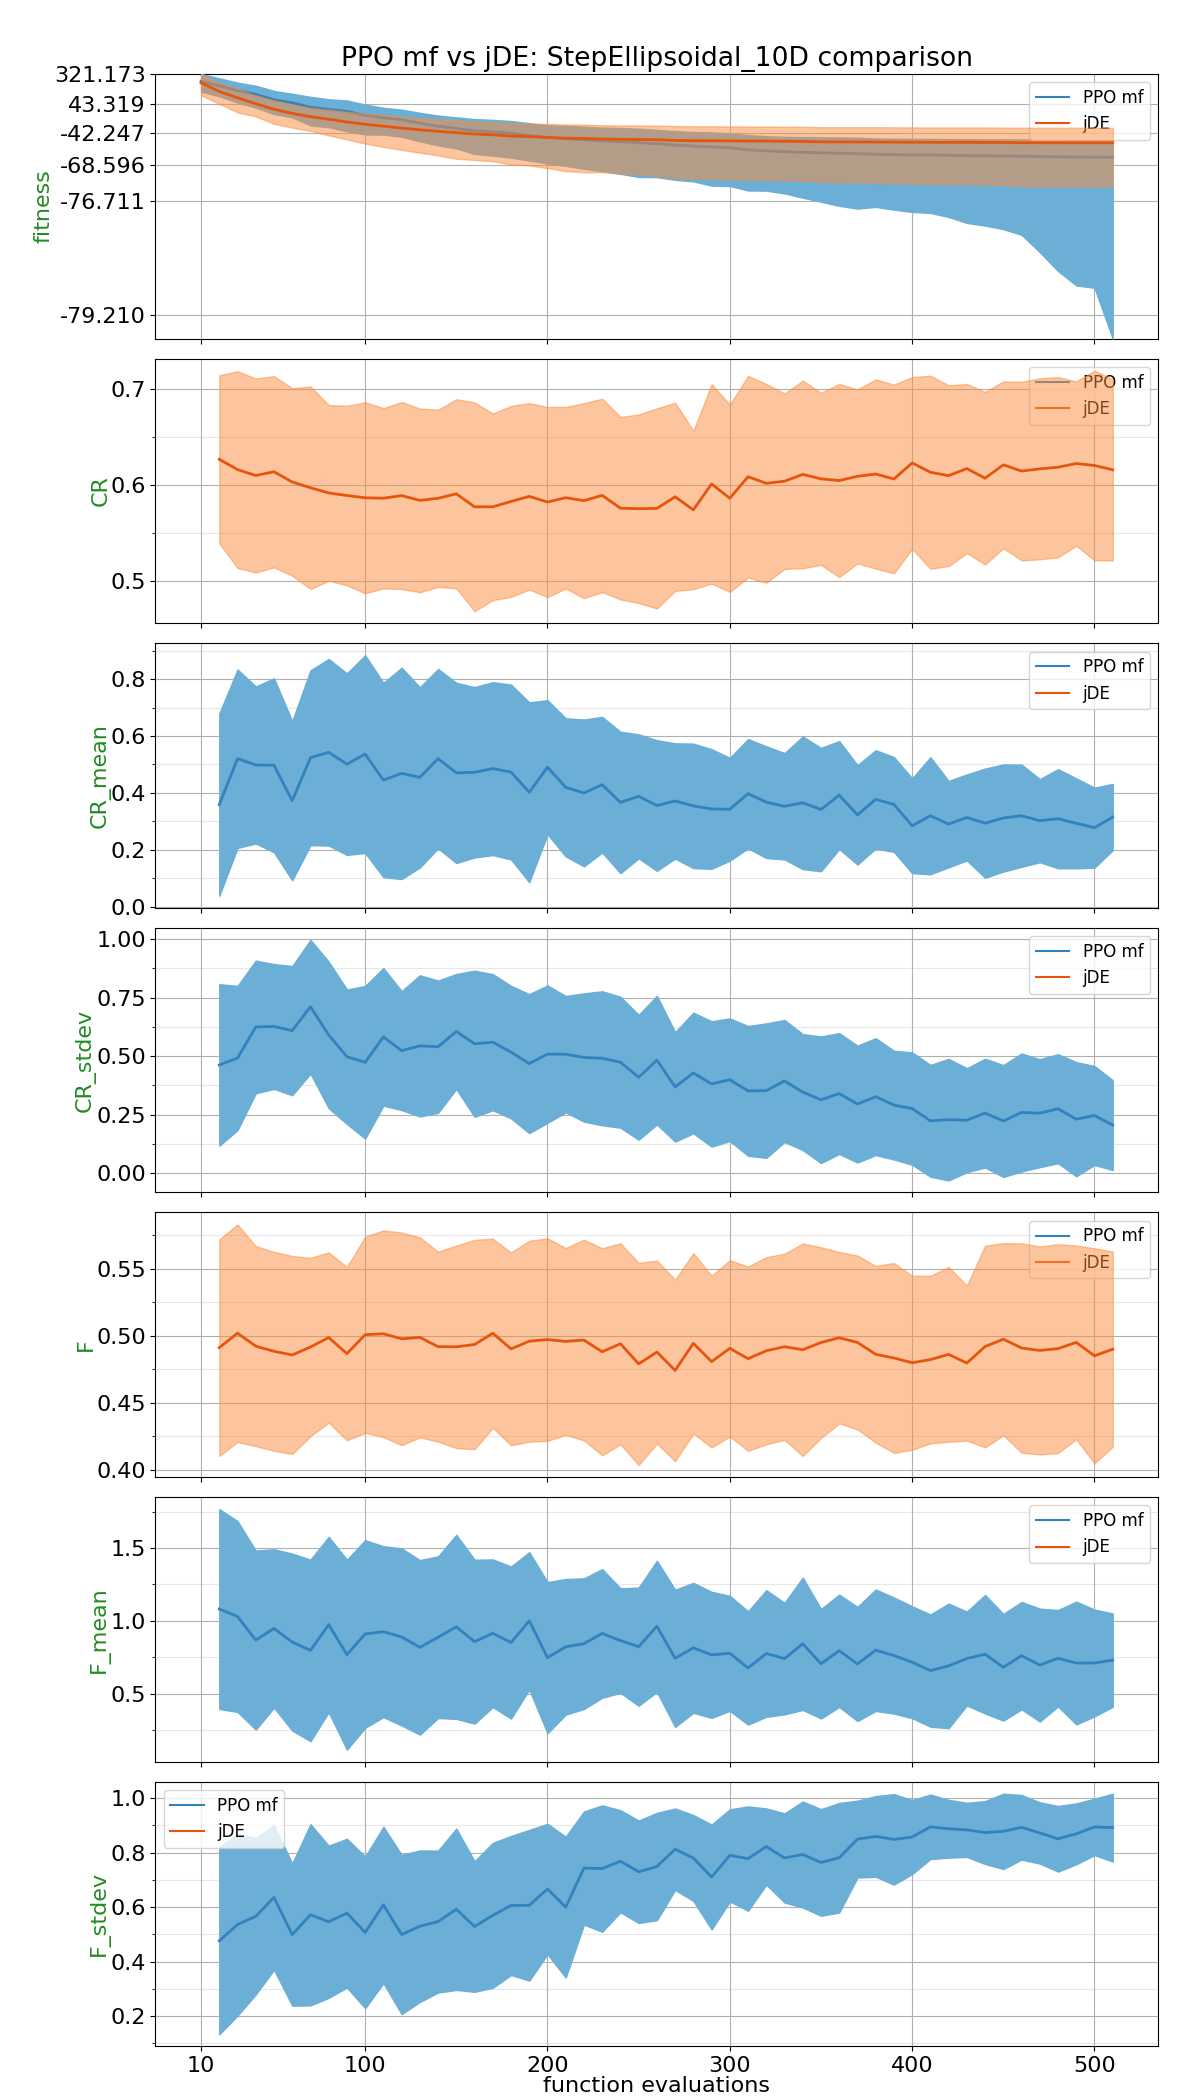 PPO mf vs jDE: StepEllipsoidal_10D comparison
321.173
43.319
-42.247
-68.596
-76.711
-79.210
fitness
PPO mf
jDE
0.7
0.6
0.5
CR
PPO mf
jDE
0.8
0.6
0.4
0.2
0.0
CR_mean
PPO mf
jDE
1.00
0.75
0.50
0.25
0.00
CR_stdev
PPO mf
jDE
0.55
0.50
0.45
0.40
F
PPO mf
jDE
1.5
1.0
0.5
F_mean
PPO mf
jDE
1.0
0.8
0.6
0.4
0.2
F_stdev
PPO mf
jDE
10 100 200 300 400 500
function evaluations